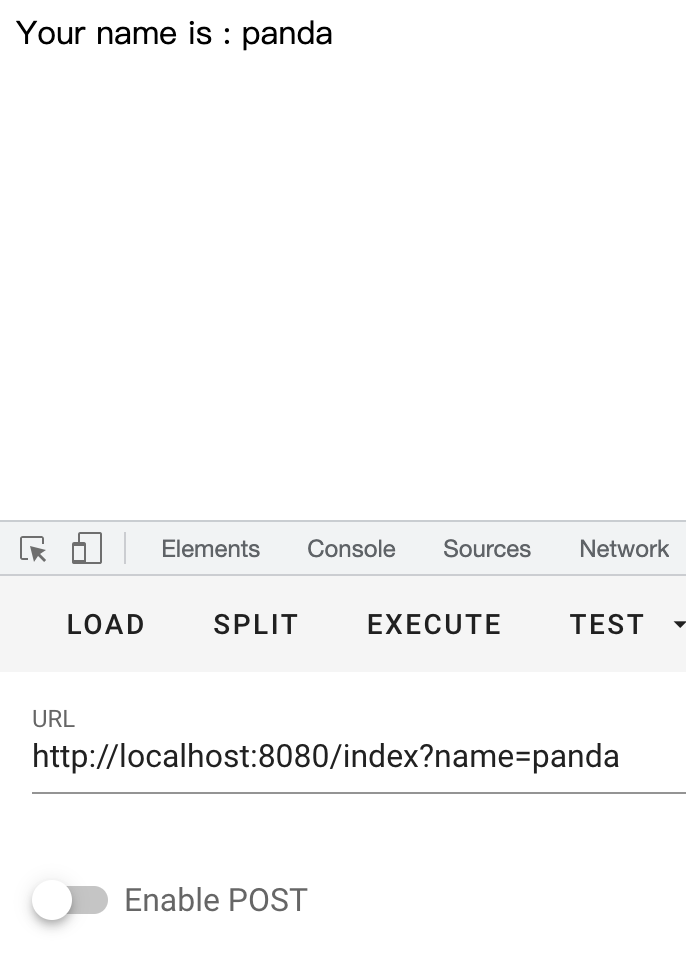 Your name is : panda
Elements Console Sources Network
LOAD SPLIT EXECUTE TEST
URL
http://localhost:8080/index?name=panda
Enable POST